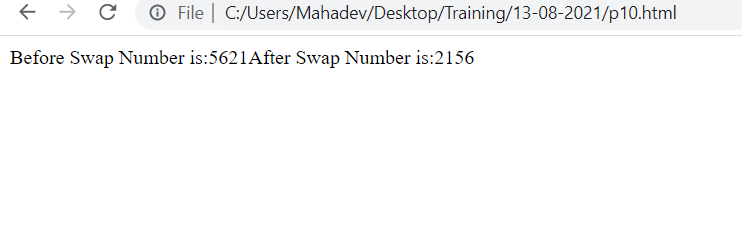 File | C:/Users/Mahadev/Desktop/Training/13-08-2021/p10.html
Before Swap Number is:5621After Swap Number is:2156